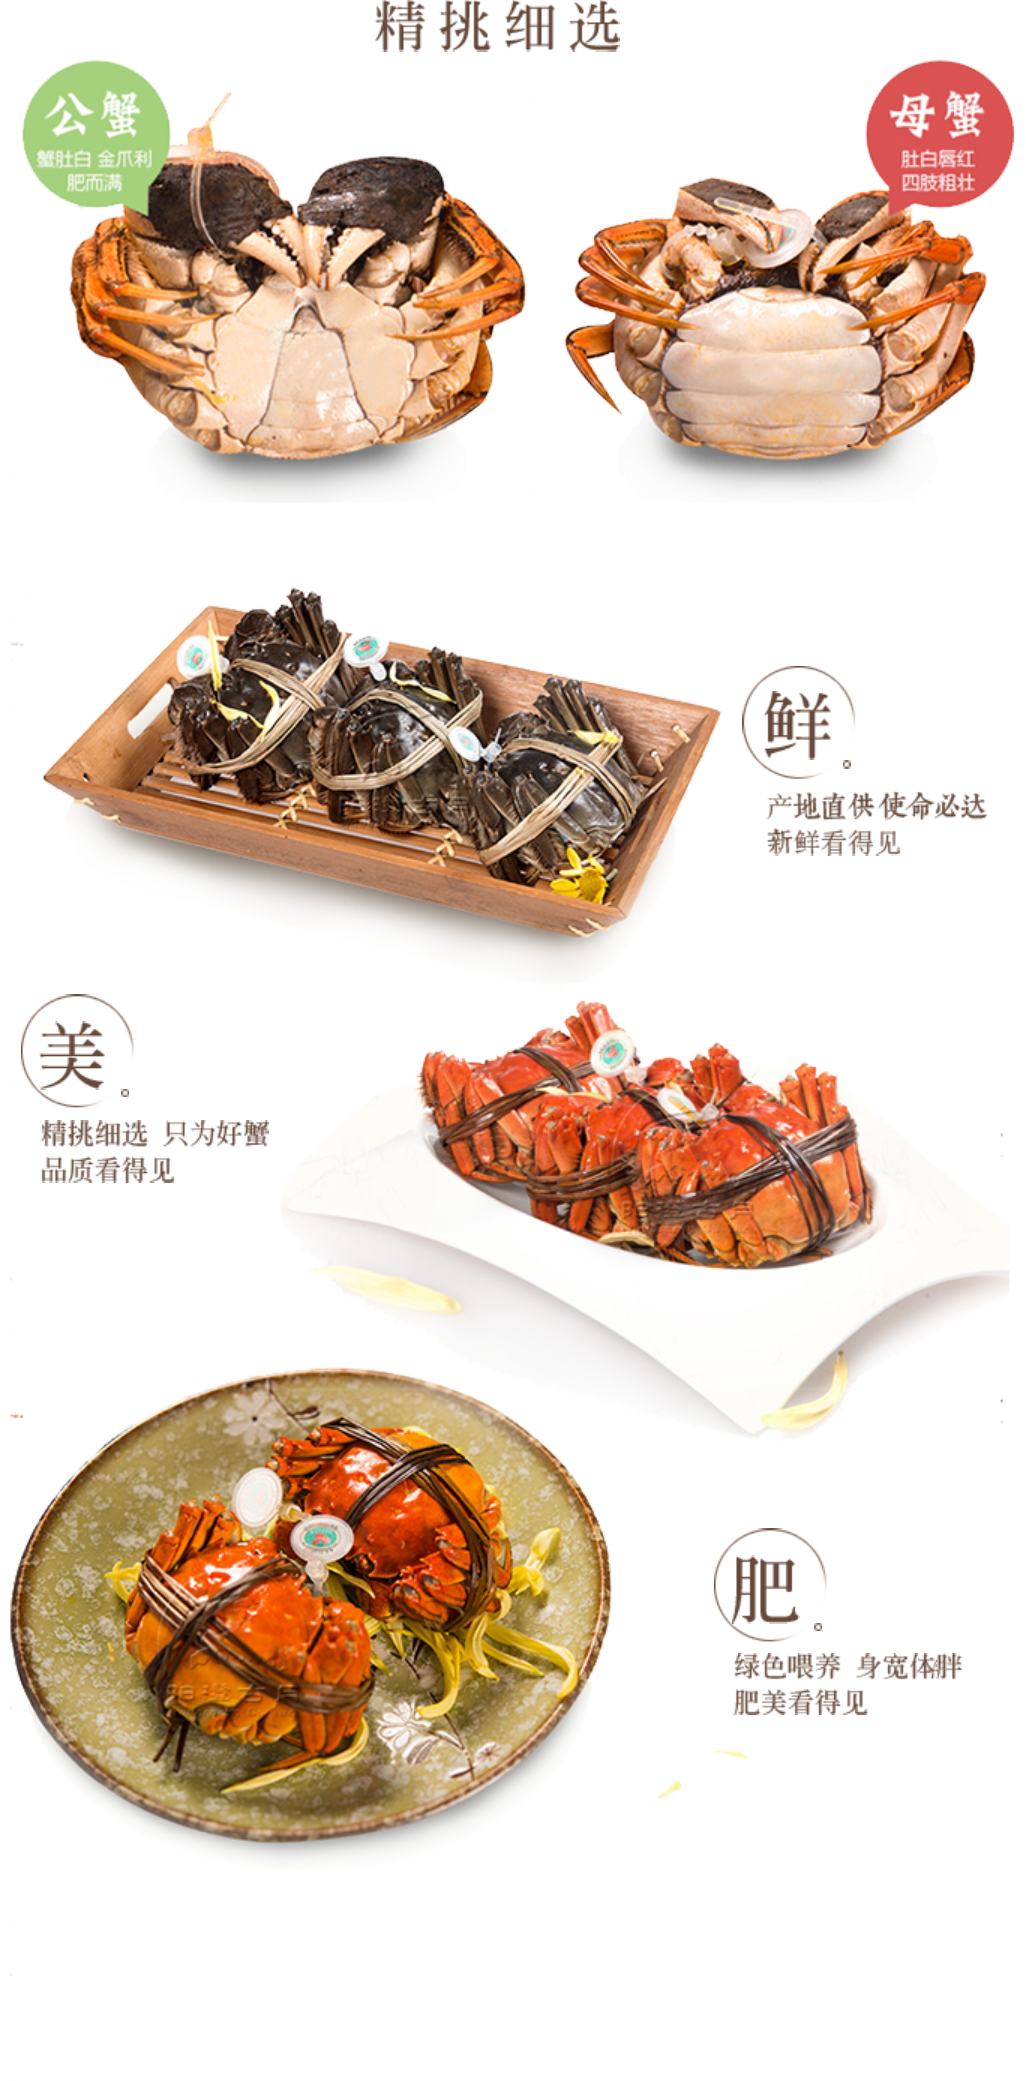 精挑细选
公蟹
蟹肚白 金爪利
肥而满
母蟹
肚白唇红
四肢粗壮
鲜。
产地直供 使命必达
新鲜看得见
美。
精挑细选 只为好蟹
品质看得见
肥。
绿色喂养 身宽体胖
肥美看得见